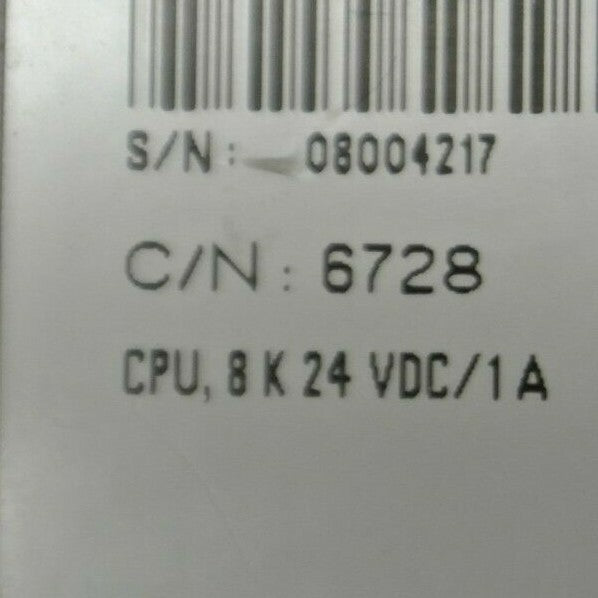 S/N: 08004217
C/N: 6728
CPU, 8 K 24 VDC/1 A